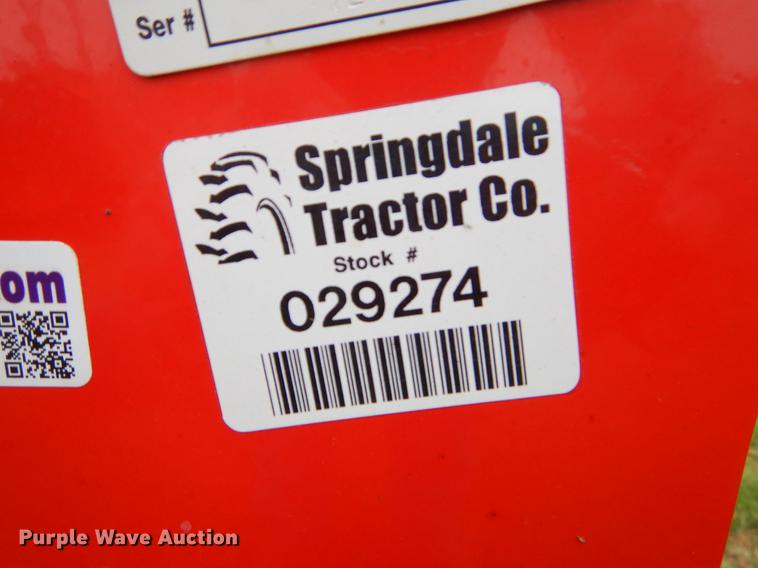 Ser #
Springdale
Tractor Co.
Stock #
029274
om
Purple Wave Auction